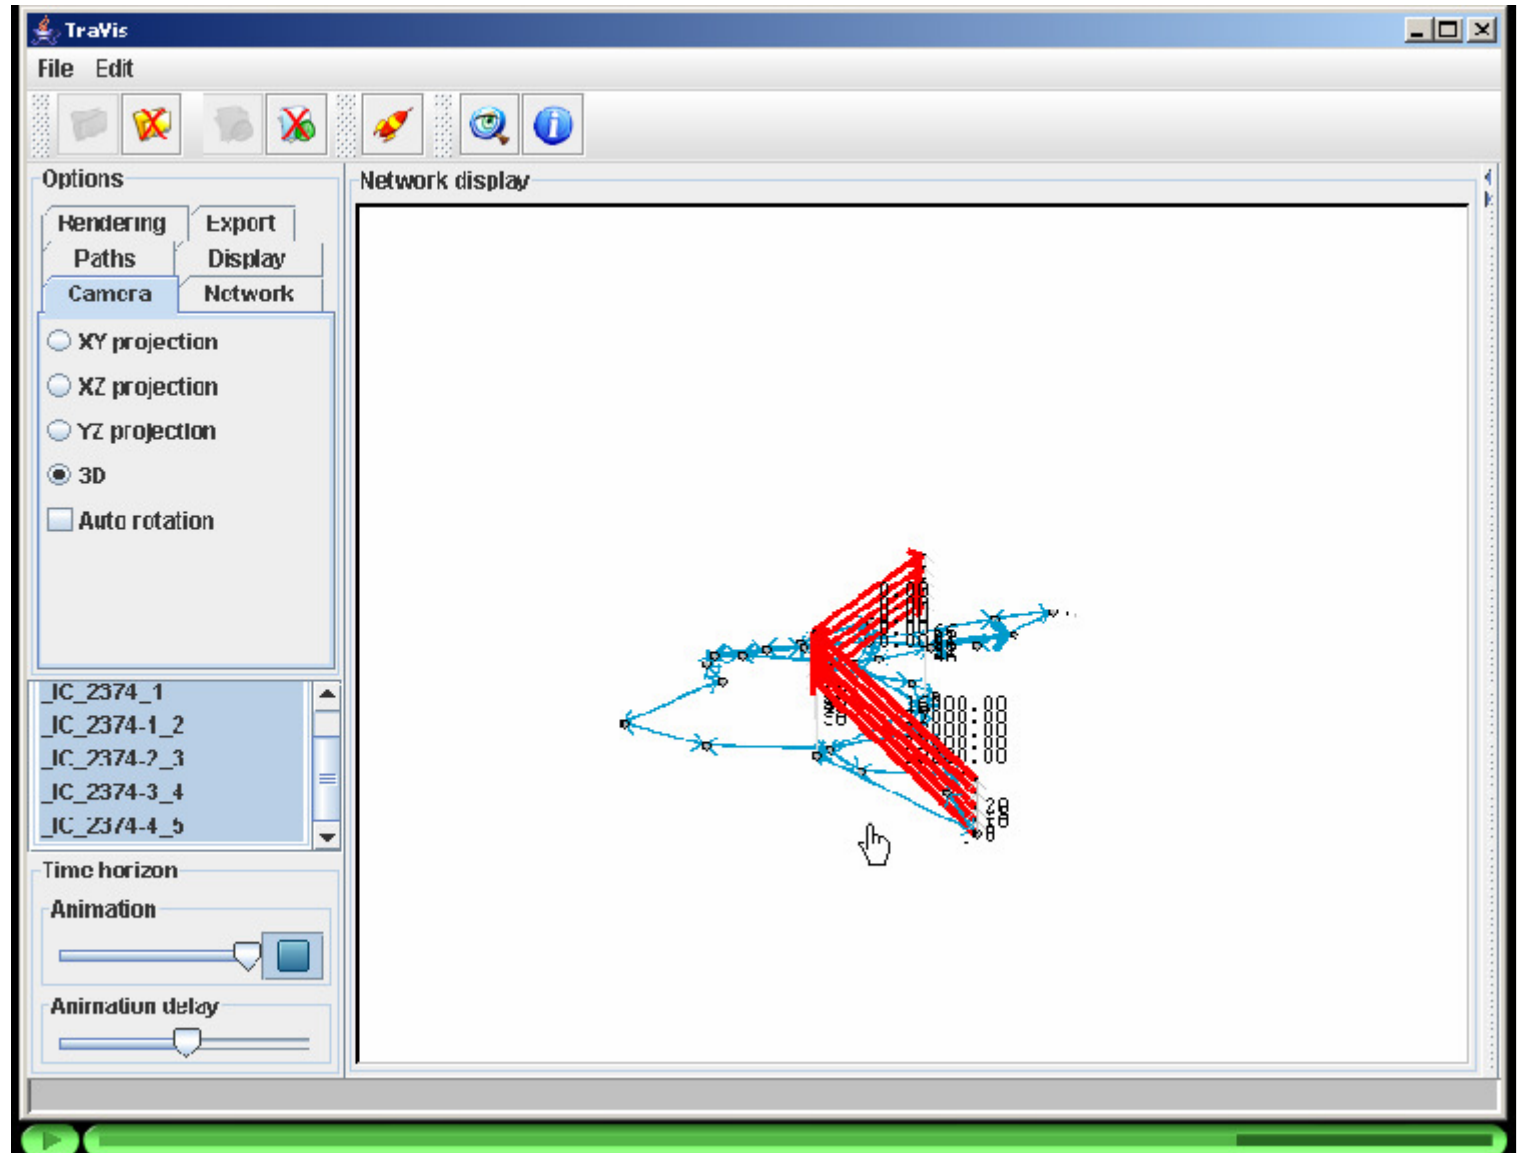 TraVis
File Edit
Options
Network display
Rendering Export
Paths Display
Camera Network
XY projection
XZ projection
YZ projection
3D
Auto rotation
_IC_2374_1
_IC_2374-1_2
_IC_2374-2_3
_IC_2374-3_4
_IC_2374-4_5
Time horizon
Animation
Animation delay